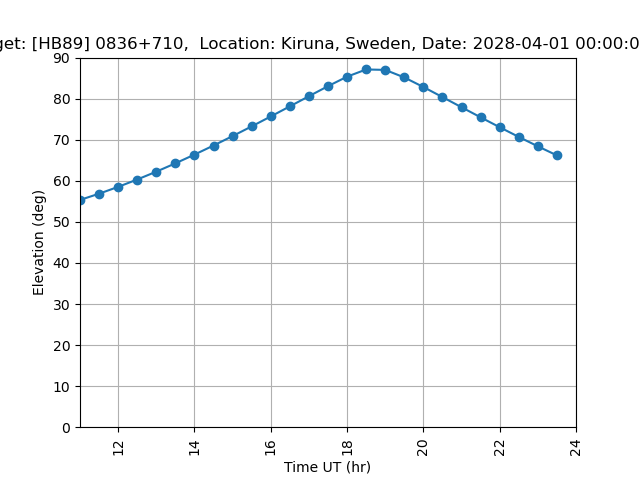 get: [HB89] 0836+710,  Location: Kiruna, Sweden, Date: 2028-04-01 00:00:0
90
80
70
60
50
40
30
20
10
0
Elevation (deg)
12 14 16 18 20 22 24
Time UT (hr)